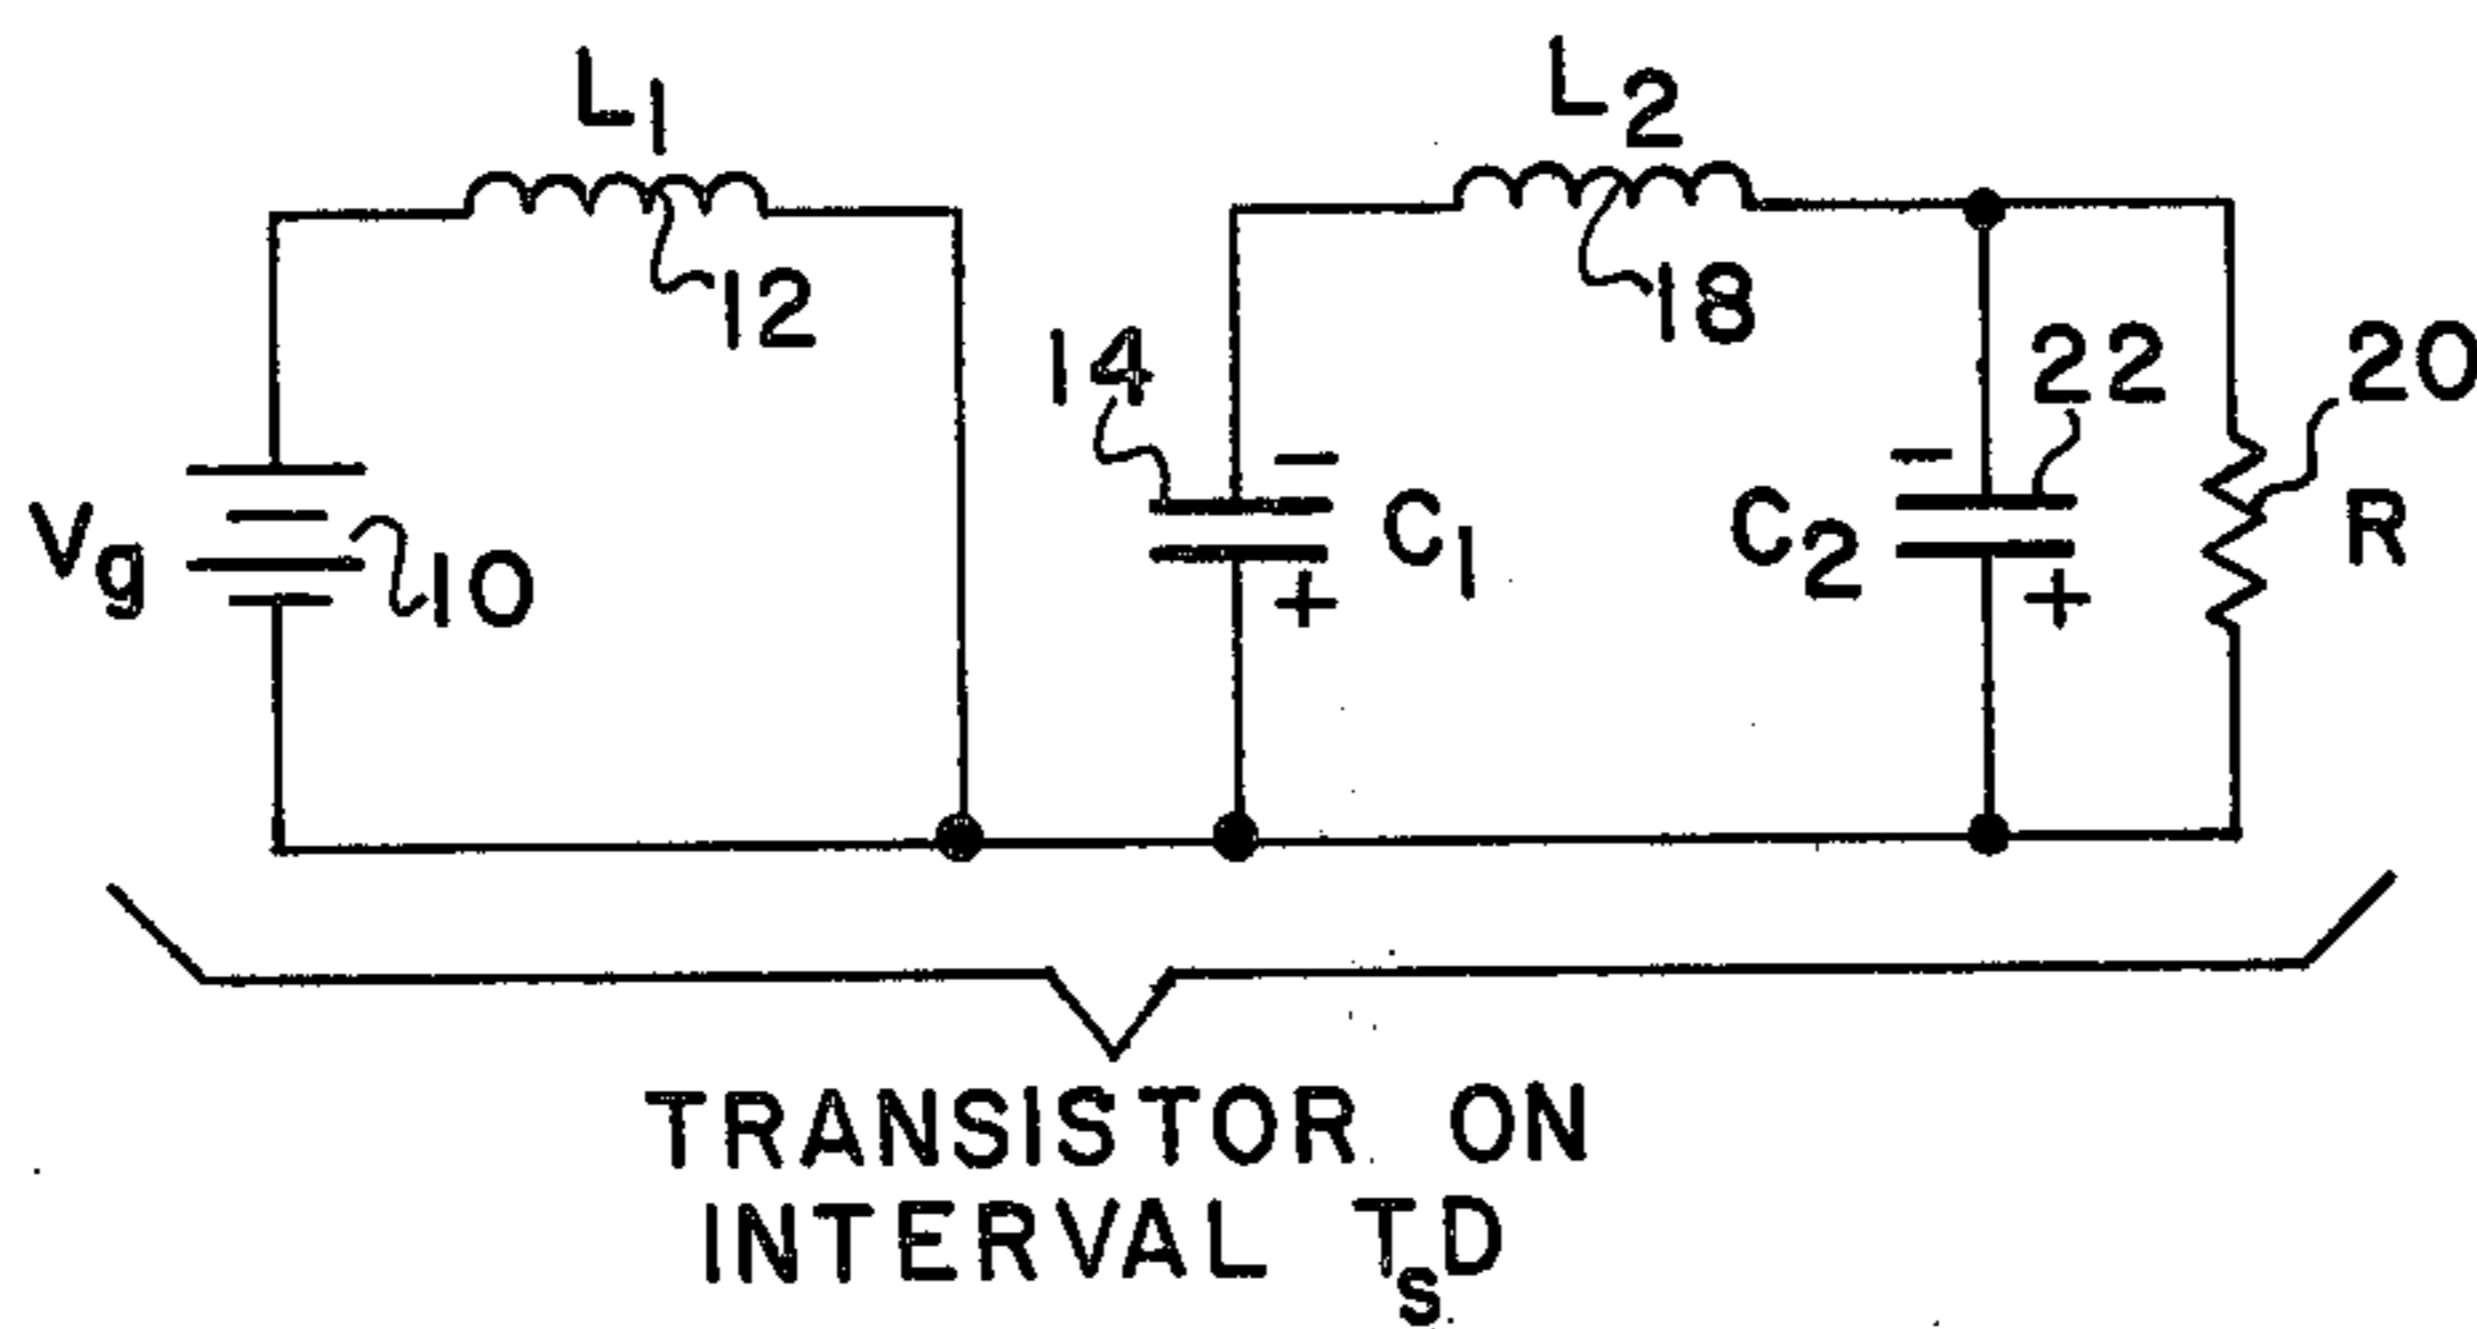 L1
L2
12
18
14
22
20
Vg
10
−
+
C1
−
+
C2
R
TRANSISTOR ON
INTERVAL TsD